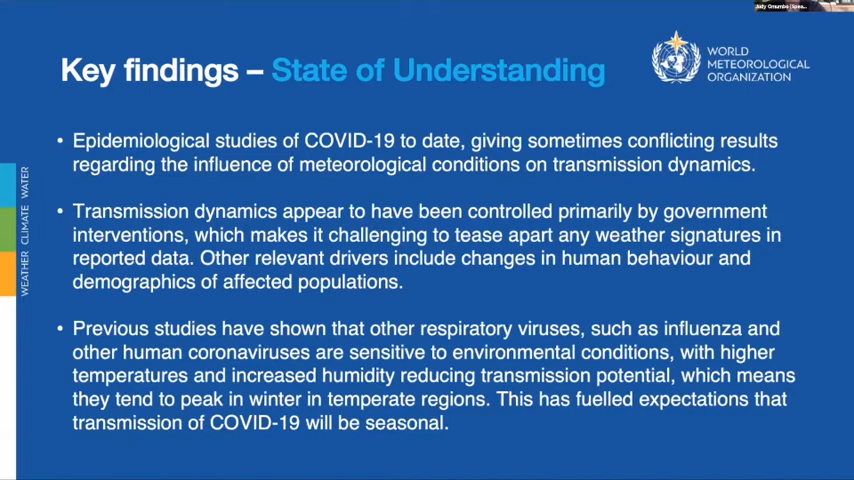 Judy Omumbo (Spea...
Key findings – State of Understanding
WORLD
METEOROLOGICAL
ORGANIZATION
• Epidemiological studies of COVID-19 to date, giving sometimes conflicting results
regarding the influence of meteorological conditions on transmission dynamics.
• Transmission dynamics appear to have been controlled primarily by government
interventions, which makes it challenging to tease apart any weather signatures in
reported data. Other relevant drivers include changes in human behaviour and
demographics of affected populations.
• Previous studies have shown that other respiratory viruses, such as influenza and
other human coronaviruses are sensitive to environmental conditions, with higher
temperatures and increased humidity reducing transmission potential, which means
they tend to peak in winter in temperate regions. This has fuelled expectations that
transmission of COVID-19 will be seasonal.
WEATHER CLIMATE WATER